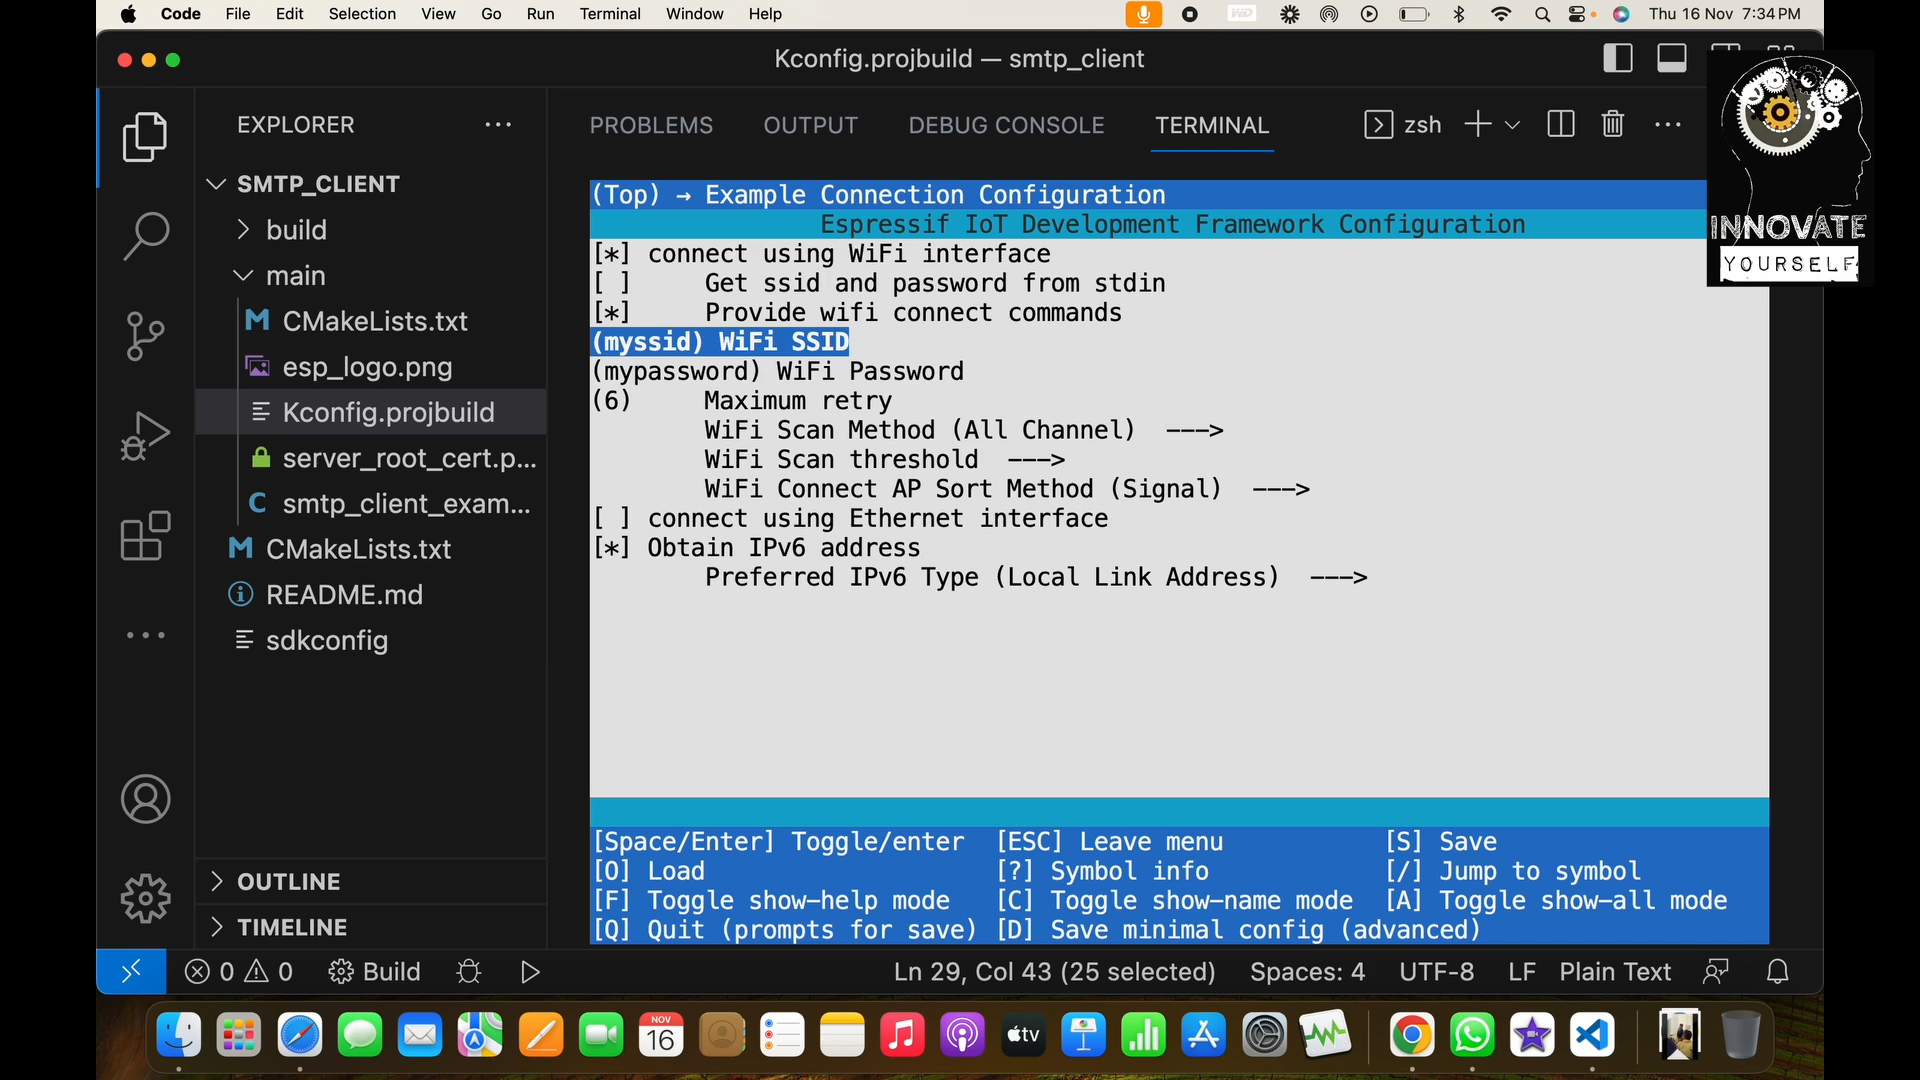 Code File Edit Selection View Go Run Terminal Window Help
WD
Thu 16 Nov 7:34 PM
Kconfig.projbuild — smtp_client
INNOVATE
YOURSELF
EXPLORER
SMTP_CLIENT
build
main
CMakeLists.txt
esp_logo.png
Kconfig.projbuild
server_root_cert.p...
C smtp_client_exam...
CMakeLists.txt
README.md
sdkconfig
OUTLINE
TIMELINE
PROBLEMS OUTPUT DEBUG CONSOLE TERMINAL zsh
(Top) → Example Connection Configuration
Espressif IoT Development Framework Configuration
[*] connect using WiFi interface
[ ] Get ssid and password from stdin
[*] Provide wifi connect commands
(myssid) WiFi SSID
(mypassword) WiFi Password
(6) Maximum retry
WiFi Scan Method (All Channel) --->
WiFi Scan threshold --->
WiFi Connect AP Sort Method (Signal) --->
[ ] connect using Ethernet interface
[*] Obtain IPv6 address
Preferred IPv6 Type (Local Link Address) --->
[Space/Enter] Toggle/enter [ESC] Leave menu [S] Save
[O] Load [?] Symbol info [/] Jump to symbol
[F] Toggle show-help mode [C] Toggle show-name mode [A] Toggle show-all mode
[Q] Quit (prompts for save) [D] Save minimal config (advanced)
0 0 Build Ln 29, Col 43 (25 selected) Spaces: 4 UTF-8 LF Plain Text
NOV
16
tv